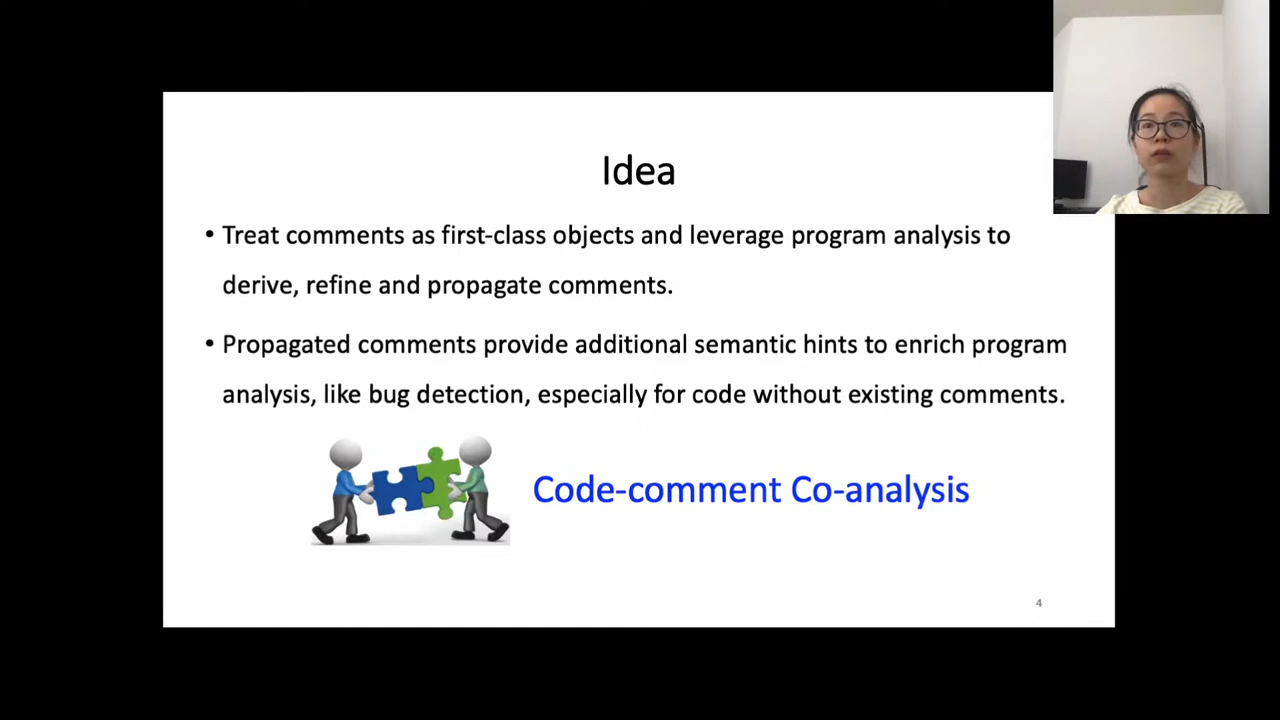 Idea
• Treat comments as first-class objects and leverage program analysis to
derive, refine and propagate comments.
• Propagated comments provide additional semantic hints to enrich program
analysis, like bug detection, especially for code without existing comments.
Code-comment Co-analysis
4